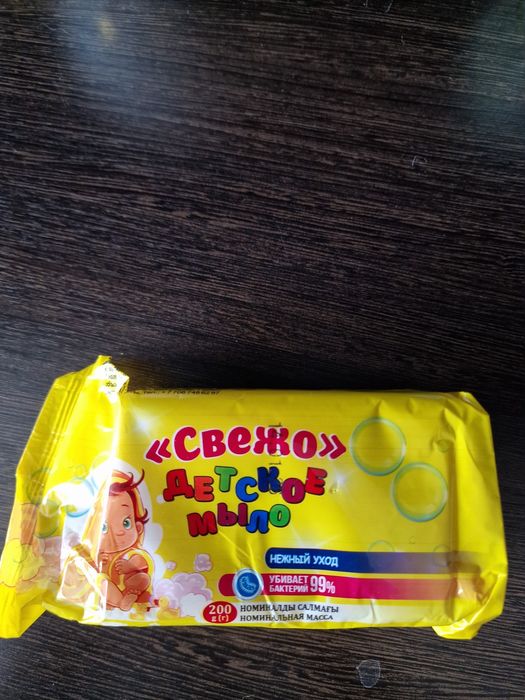 «Свежо»
ДЕТСКОЕ
МЫЛО
НЕЖНЫЙ УХОД
УБИВАЕТ
БАКТЕРИЙ 99%
200
g(г)
НОМИНАЛДЫ САЛМАҒЫ
НОМИНАЛЬНАЯ МАССА